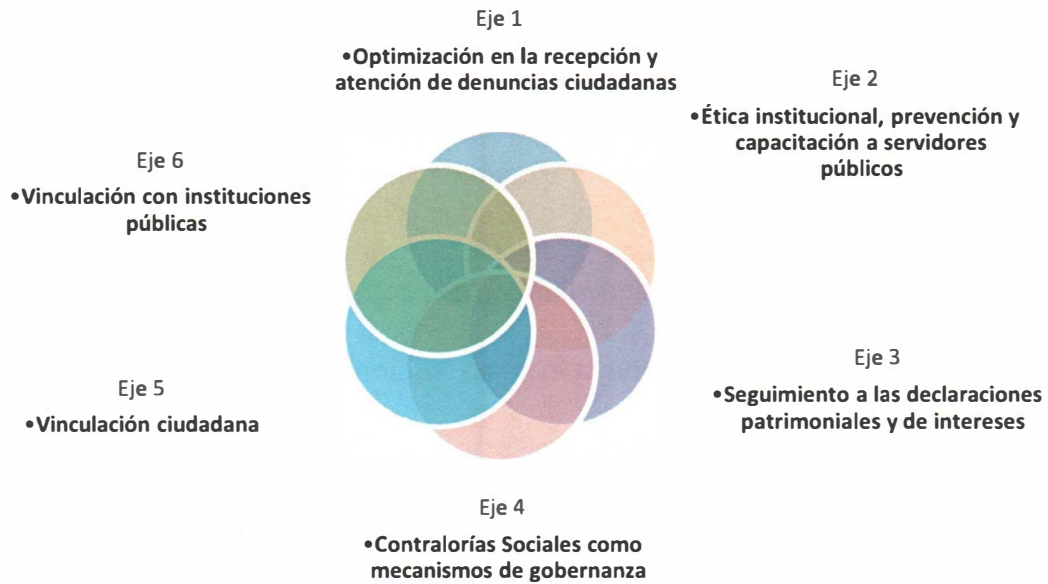 Eje 1
•Optimización en la recepción y
atención de denuncias ciudadanas
Eje 2
•Ética institucional, prevención y
capacitación a servidores
públicos
Eje 3
•Seguimiento a las declaraciones
patrimoniales y de intereses
Eje 4
•Contralorías Sociales como
mecanismos de gobernanza
Eje 5
•Vinculación ciudadana
Eje 6
•Vinculación con instituciones
públicas